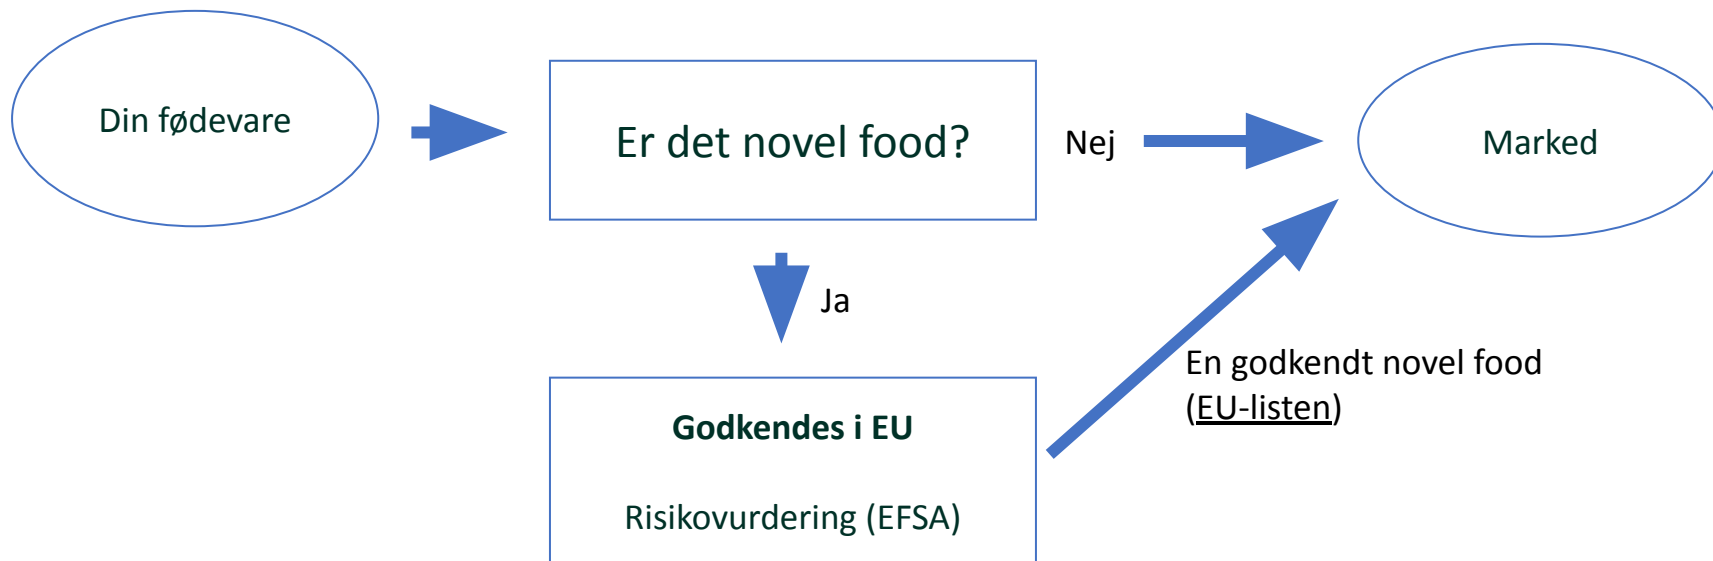 Din fødevare
Er det novel food?
Nej
Marked
Ja
En godkendt novel food
(EU-listen)
Godkendes i EU
Risikovurdering (EFSA)